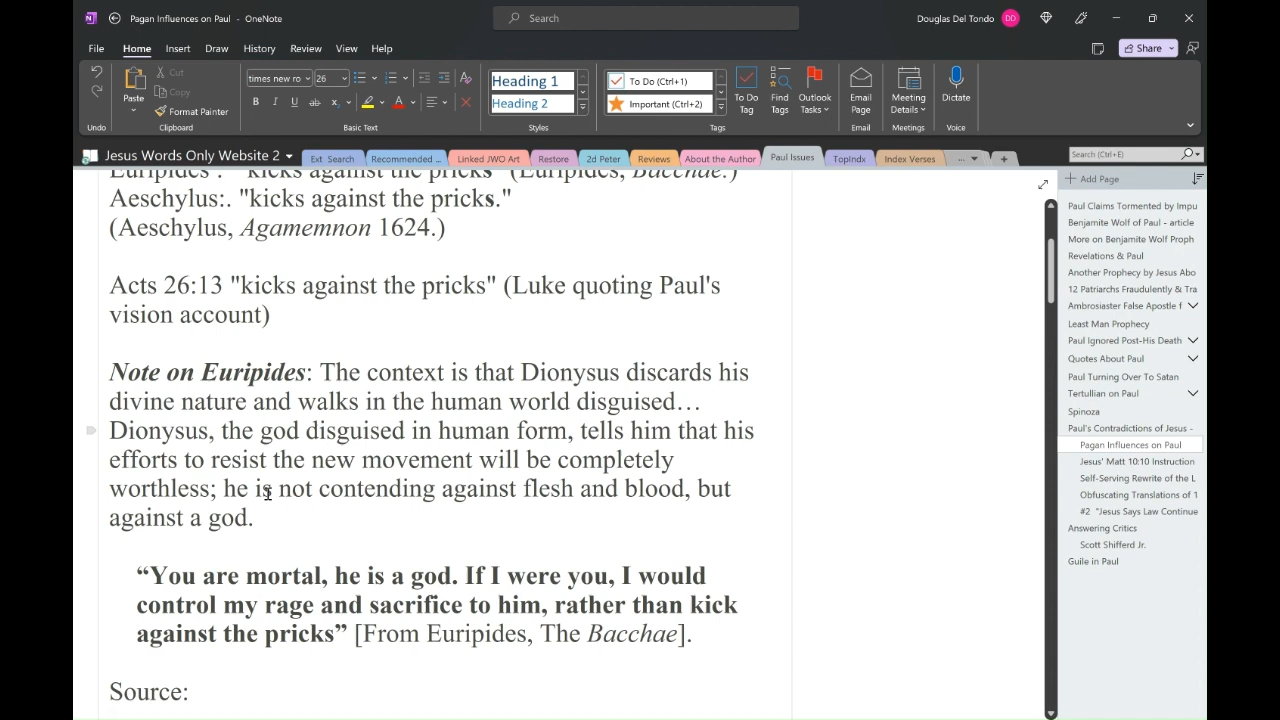 Pagan Influences on Paul - OneNote
Search
Douglas Del Tondo
DD
File Home Insert Draw History Review View Help
Share
Paste
Cut
Copy
Format Painter
times new ro
26
Heading 1
Heading 2
To Do (Ctrl+1)
Important (Ctrl+2)
To Do Tag
Find Tags
Outlook Tasks
Email Page
Meeting Details
Dictate
Undo
Clipboard
Basic Text
Styles
Tags
Email
Meetings
Voice
Jesus Words Only Website 2
Ext Search
Recommended ...
Linked JWO Art
Restore
2d Peter
Reviews
About the Author
Paul Issues
TopIndx
Index Verses
Search (Ctrl+E)
Euripides : "kicks against the pricks" (Euripides, Bacchae.)
Aeschylus:. "kicks against the pricks."
(Aeschylus, Agamemnon 1624.)
Acts 26:13 "kicks against the pricks" (Luke quoting Paul's
vision account)
Note on Euripides: The context is that Dionysus discards his
divine nature and walks in the human world disguised…
Dionysus, the god disguised in human form, tells him that his
efforts to resist the new movement will be completely
worthless; he is not contending against flesh and blood, but
against a god.
“You are mortal, he is a god. If I were you, I would
control my rage and sacrifice to him, rather than kick
against the pricks” [From Euripides, The Bacchae].
Source:
Add Page
Paul Claims Tormented by Impu
Benjamite Wolf of Paul - article
More on Benjamite Wolf Proph
Revelations & Paul
Another Prophecy by Jesus Abo
12 Patriarchs Fraudulently & Tra
Ambrosiaster False Apostle f
Least Man Prophecy
Paul Ignored Post-His Death
Quotes About Paul
Paul Turning Over To Satan
Tertullian on Paul
Spinoza
Paul's Contradictions of Jesus -
Pagan Influences on Paul
Jesus' Matt 10:10 Instruction
Self-Serving Rewrite of the L
Obfuscating Translations of 1
#2 "Jesus Says Law Continue
Answering Critics
Scott Shifferd Jr.
Guile in Paul